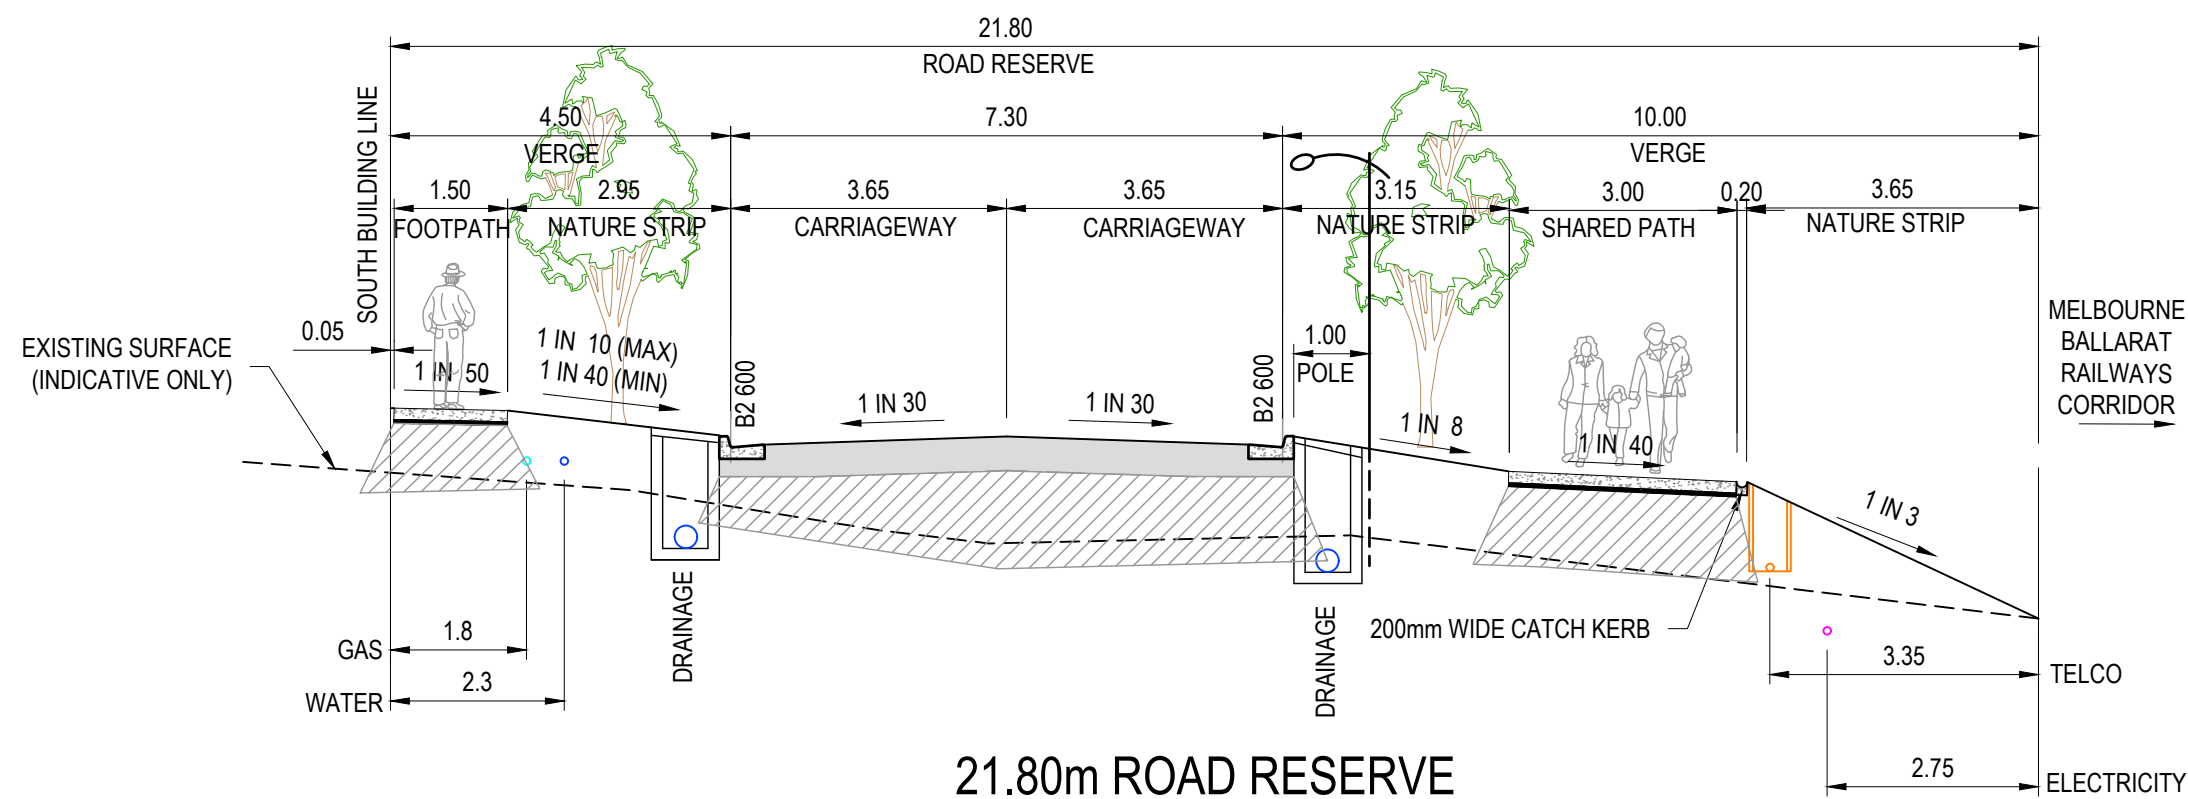 21.80
ROAD RESERVE
SOUTH BUILDING LINE
4.50
VERGE
7.30
10.00
VERGE
1.50
FOOTPATH
2.95
NATURE STRIP
3.65
CARRIAGEWAY
3.65
CARRIAGEWAY
3.15
NATURE STRIP
3.00
SHARED PATH
0.20
3.65
NATURE STRIP
EXISTING SURFACE
(INDICATIVE ONLY)
0.05
1 IN 50
1 IN 10 (MAX)
1 IN 40 (MIN)
B2 600
1 IN 30
1 IN 30
B2 600
1.00
POLE
1 IN 8
1 IN 40
1 IN 3
MELBOURNE
BALLARAT
RAILWAYS
CORRIDOR
GAS
1.8
WATER
2.3
DRAINAGE
DRAINAGE
200mm WIDE CATCH KERB
3.35
TELCO
2.75
ELECTRICITY
21.80m ROAD RESERVE